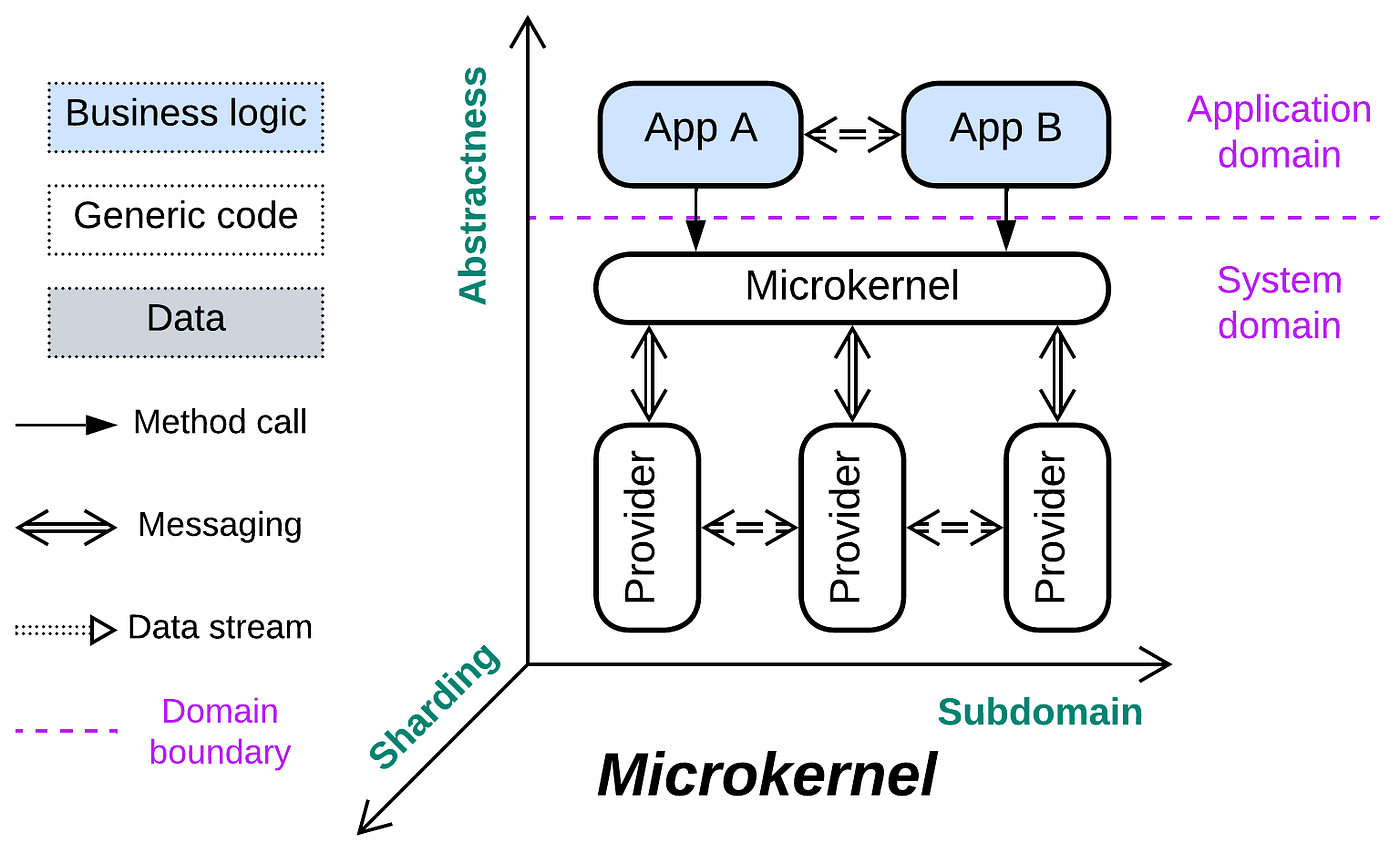 Business logic
Generic code
Data
Method call
Messaging
Data stream
Domain
boundary
Abstractness
Sharding
Subdomain
App A
App B
Microkernel
Provider
Provider
Provider
Application
domain
System
domain
Microkernel